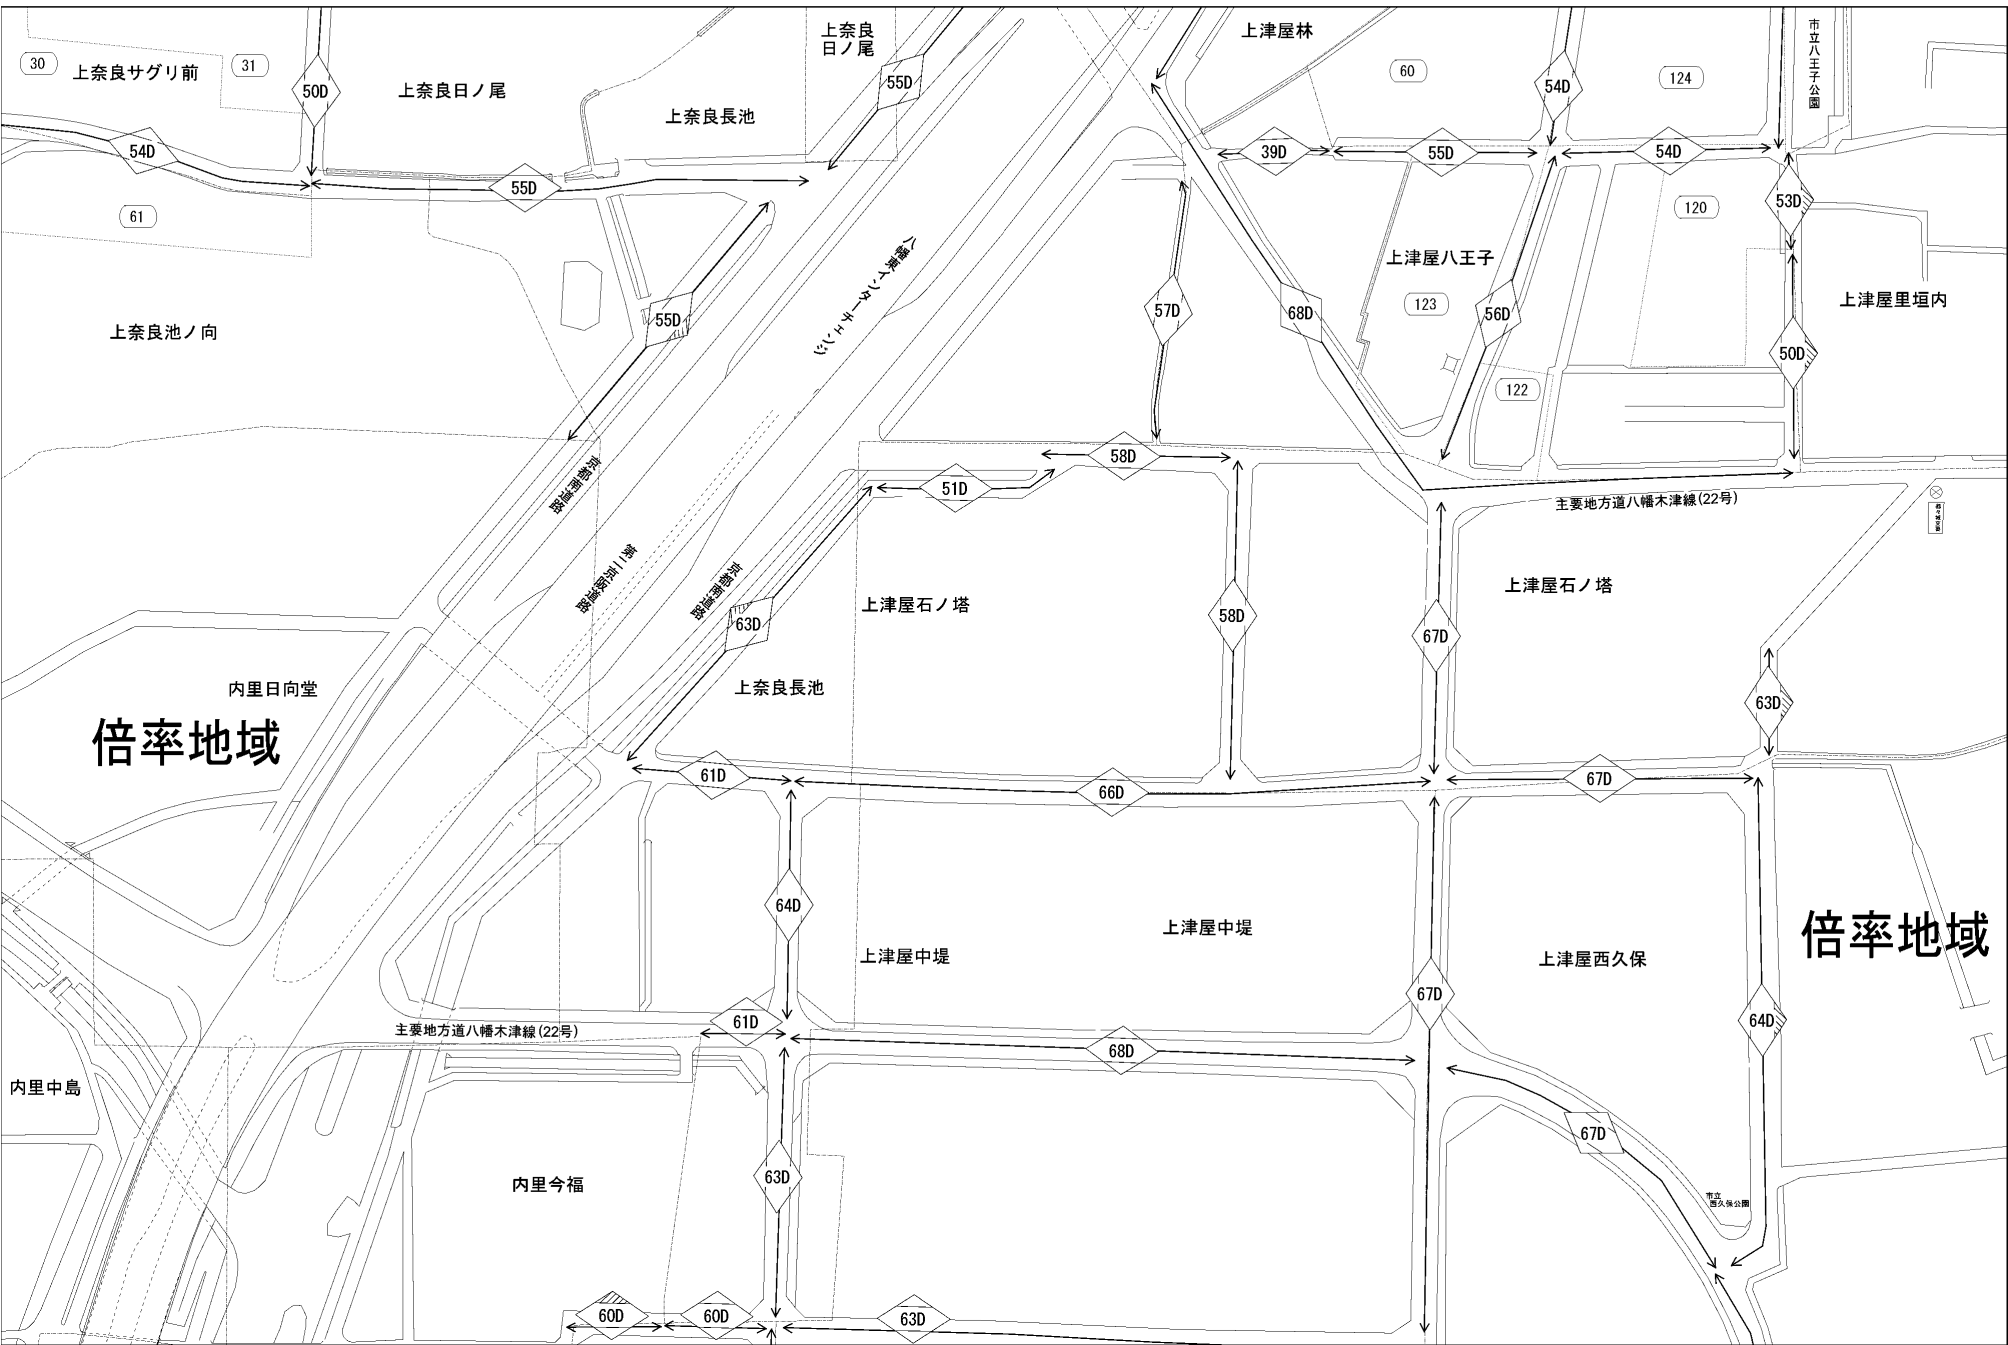 上奈良
日ノ尾
上津屋林
市立八王子公園
30
上奈良サグリ前
31
50D
上奈良日ノ尾
55D
上奈良長池
60
54D
124
54D
55D
61
39D
55D
54D
53D
120
上奈良池ノ向
55D
八幡東インターチェンジ
57D
68D
上津屋八王子
123
56D
上津屋里垣内
50D
122
58D
51D
主要地方道八幡木津線(22号)
京都南道路
第二京阪道路
京都南道路
63D
上津屋石ノ塔
58D
67D
上津屋石ノ塔
内里日向堂
上奈良長池
63D
倍率地域
61D
66D
67D
64D
上津屋中堤
上津屋中堤
上津屋西久保
倍率地域
67D
64D
主要地方道八幡木津線(22号)
61D
68D
内里中島
67D
内里今福
63D
市立
西久保公園
60D
60D
63D